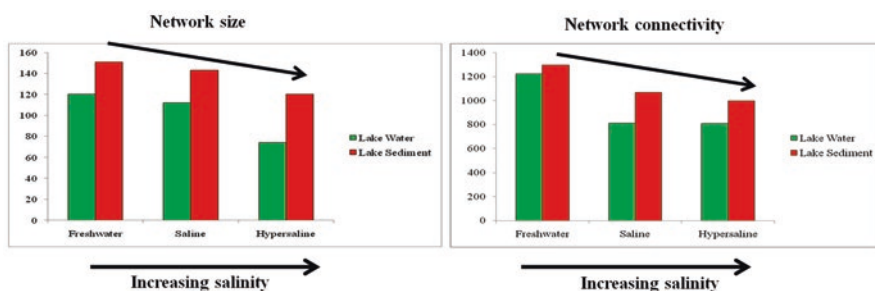 Network size
160
140
120
100
80
60
40
20
0
Freshwater Saline Hypersaline
Lake Water
Lake Sediment
Increasing salinity
Network connectivity
1400
1200
1000
800
600
400
200
0
Freshwater Saline Hypersaline
Lake Water
Lake Sediment
Increasing salinity